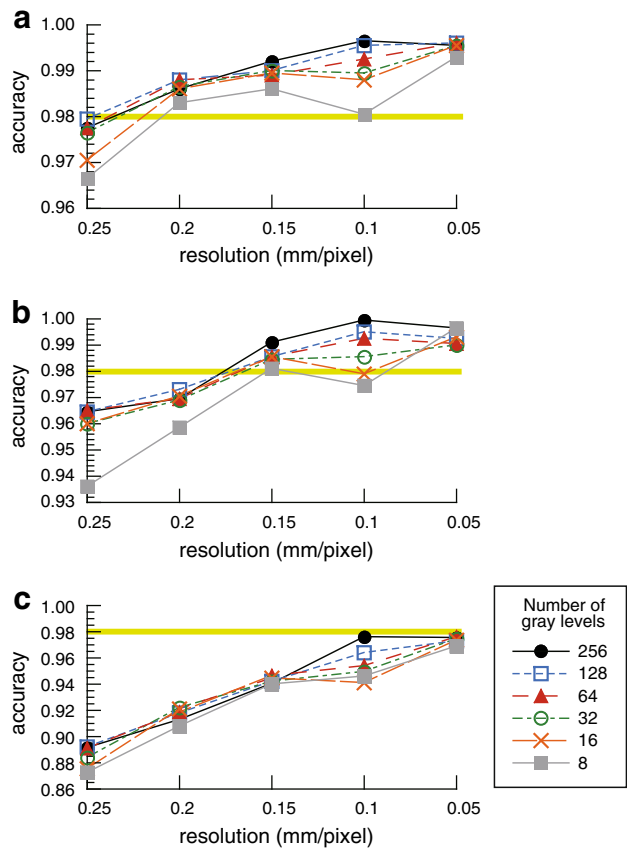 a
1.00
0.99
0.98
0.97
0.96
accuracy
0.25 0.2 0.15 0.1 0.05
resolution (mm/pixel)
b
1.00
0.99
0.98
0.96
0.94
0.93
accuracy
0.25 0.2 0.15 0.1 0.05
resolution (mm/pixel)
c
1.00
0.98
0.96
0.94
0.92
0.90
0.88
0.86
accuracy
0.25 0.2 0.15 0.1 0.05
resolution (mm/pixel)
Number of
gray levels
256
128
64
32
16
8